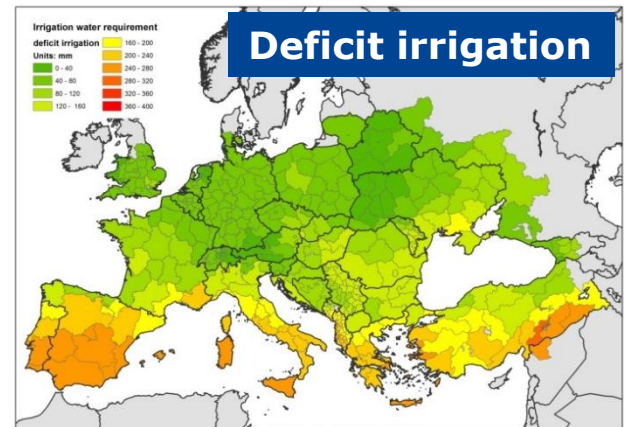 Deficit irrigation
Irrigation water requirement
deficit irrigation
Units: mm
0 - 40
40 - 80
80 - 120
120 - 160
160 - 200
200 - 240
240 - 280
280 - 320
320 - 360
360 - 400